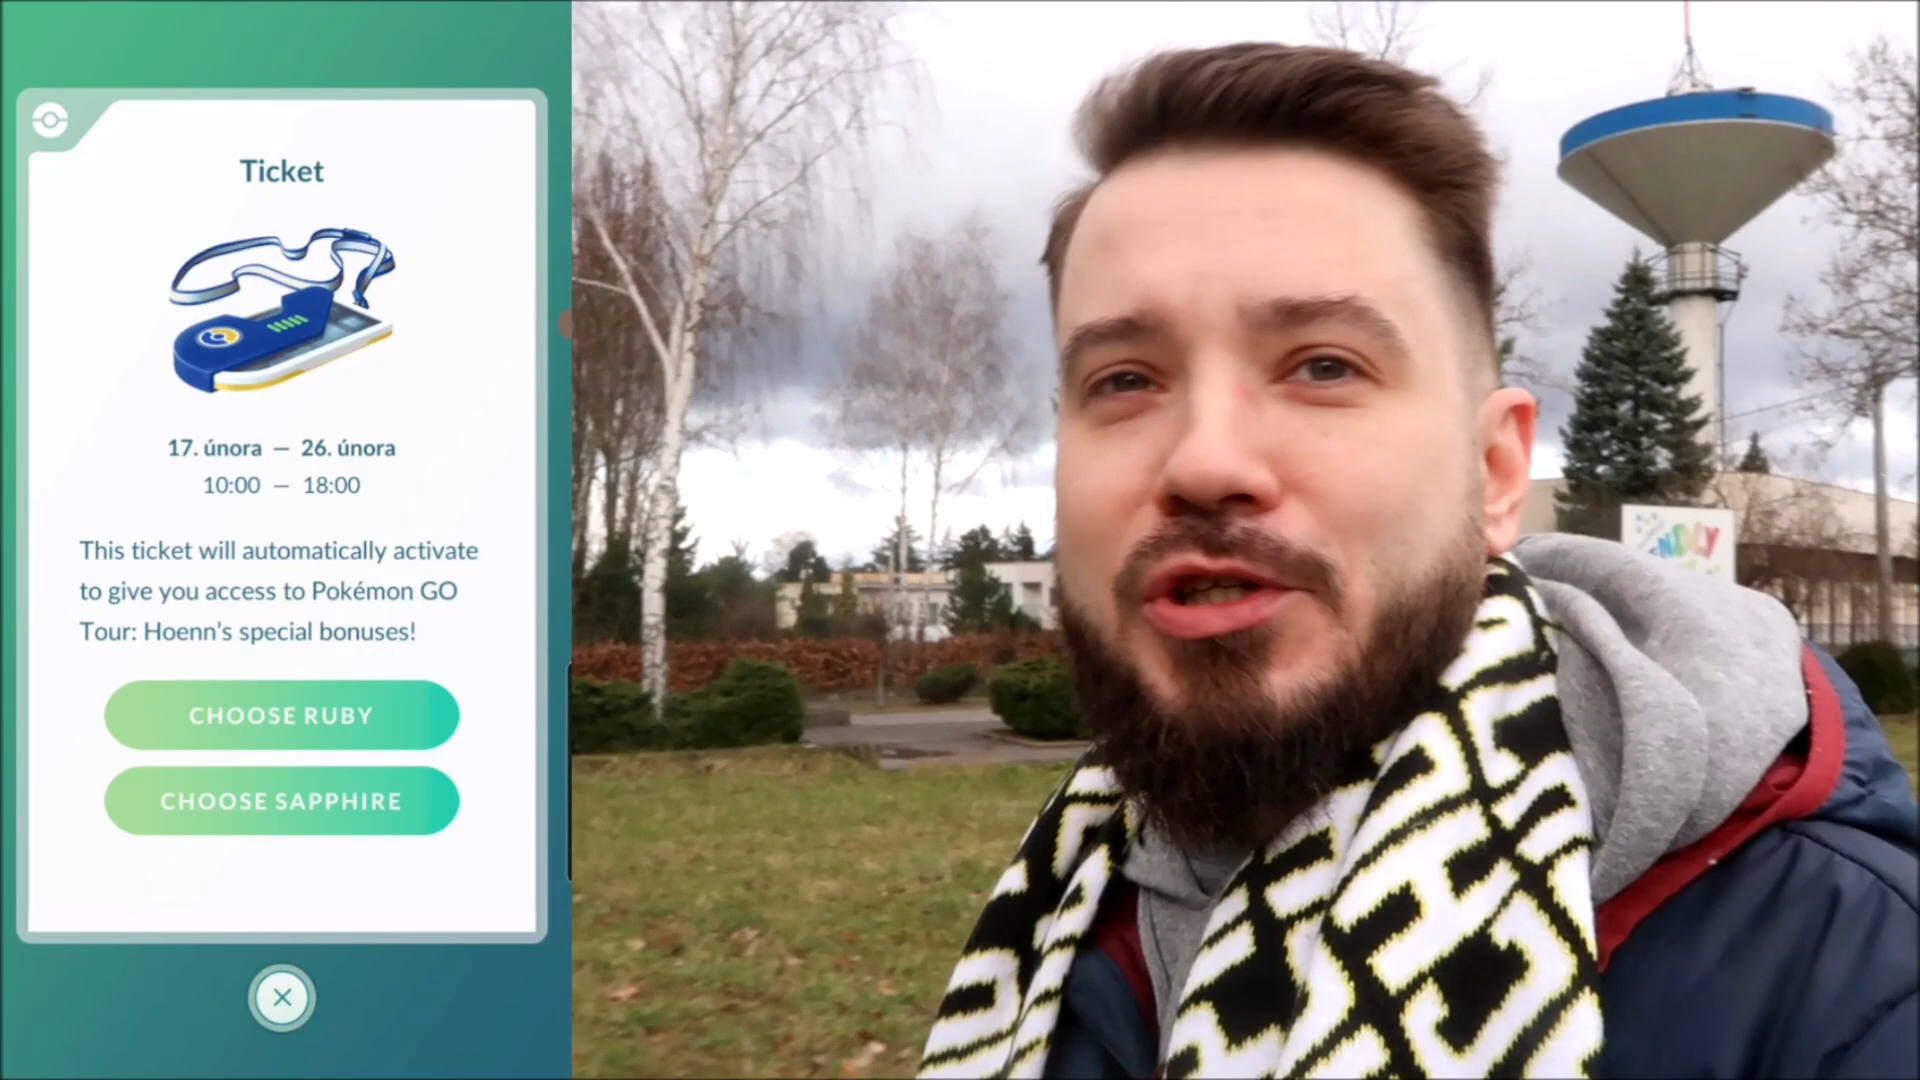 Ticket
17. února — 26. února
10:00 — 18:00
This ticket will automatically activate
to give you access to Pokémon GO
Tour: Hoenn's special bonuses!
CHOOSE RUBY
CHOOSE SAPPHIRE